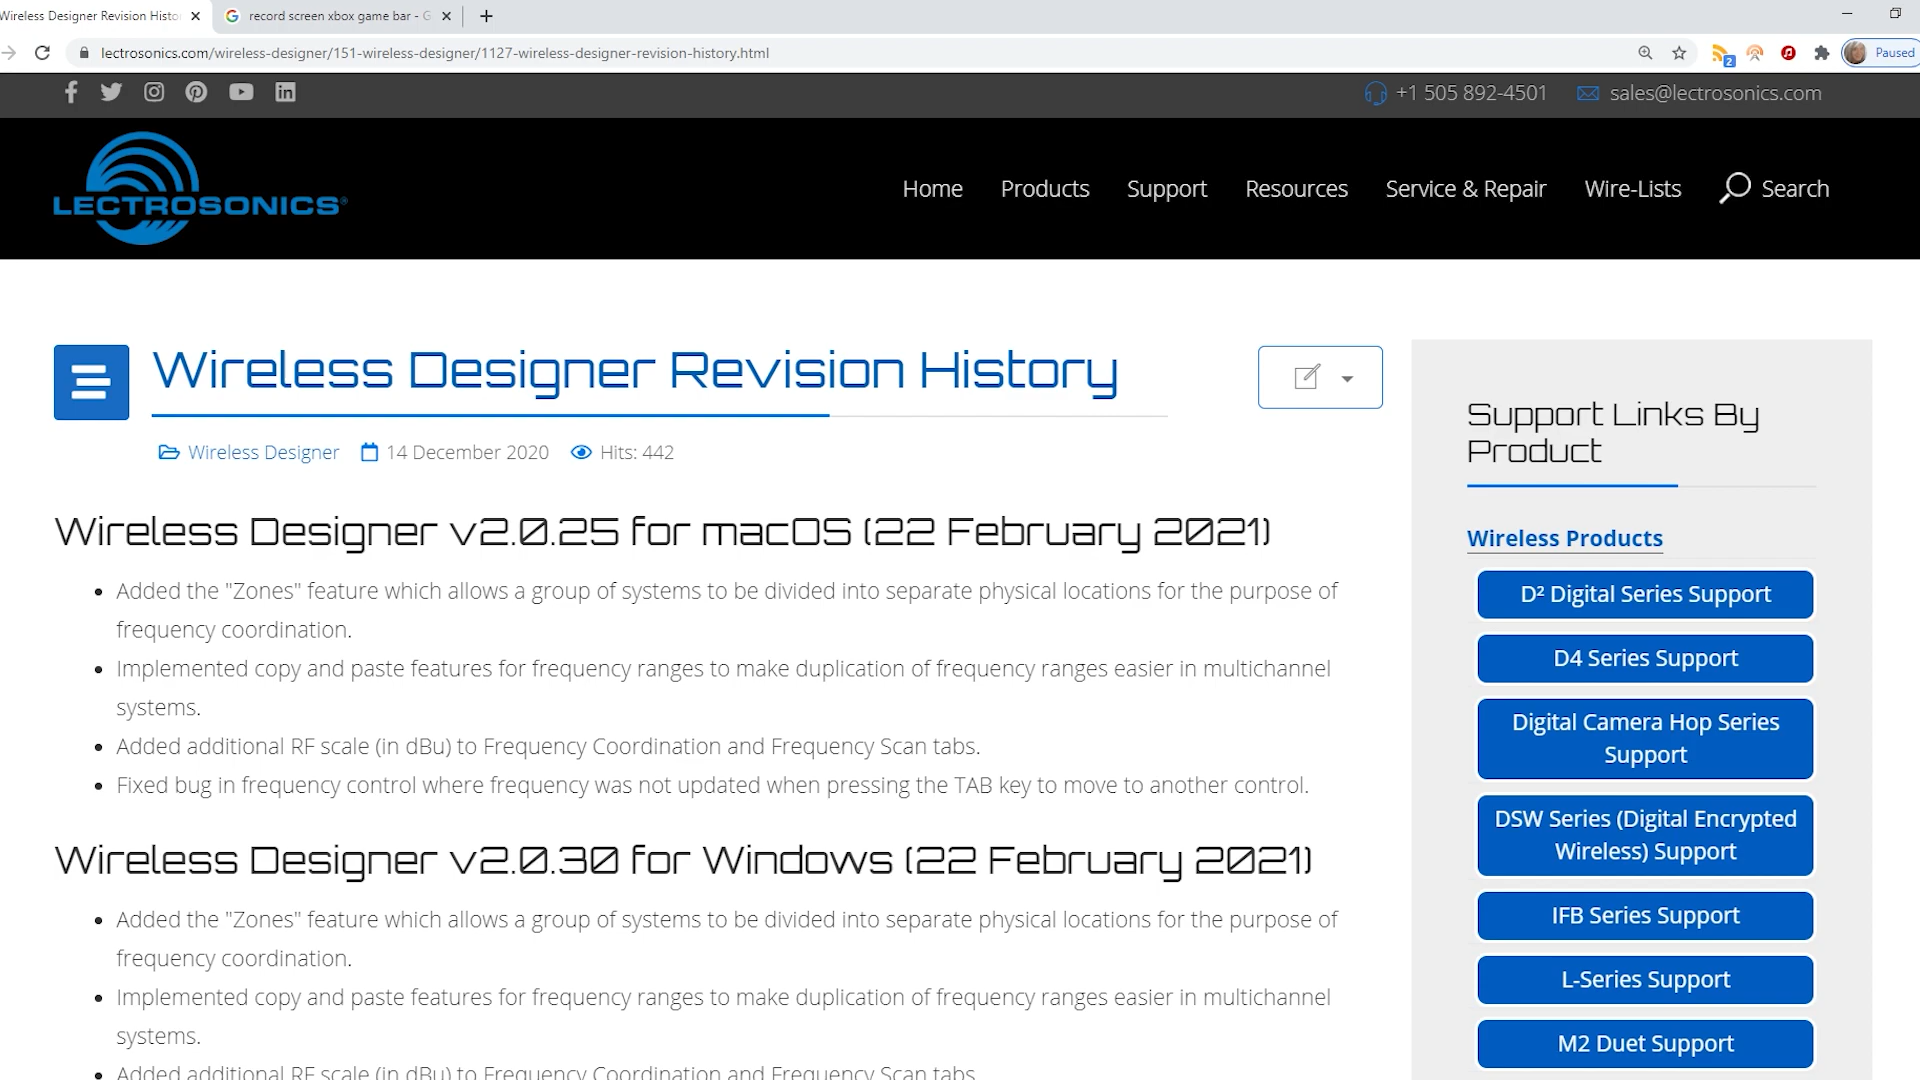 Wireless Designer Revision Histo
record screen xbox game bar - G
lectrosonics.com/wireless-designer/151-wireless-designer/1127-wireless-designer-revision-history.html
2
Paused
+1 505 892-4501
sales@lectrosonics.com
LECTROSONICS®
Home
Products
Support
Resources
Service & Repair
Wire-Lists
Search
Wireless Designer Revision History
Wireless Designer
14 December 2020
Hits: 442
Wireless Designer v2.0.25 for macOS (22 February 2021)
Added the "Zones" feature which allows a group of systems to be divided into separate physical locations for the purpose of
frequency coordination.
Implemented copy and paste features for frequency ranges to make duplication of frequency ranges easier in multichannel
systems.
Added additional RF scale (in dBu) to Frequency Coordination and Frequency Scan tabs.
Fixed bug in frequency control where frequency was not updated when pressing the TAB key to move to another control.
Wireless Designer v2.0.30 for Windows (22 February 2021)
Added the "Zones" feature which allows a group of systems to be divided into separate physical locations for the purpose of
frequency coordination.
Implemented copy and paste features for frequency ranges to make duplication of frequency ranges easier in multichannel
systems.
Added additional RF scale (in dBu) to Frequency Coordination and Frequency Scan tabs.
Support Links By
Product
Wireless Products
D² Digital Series Support
D4 Series Support
Digital Camera Hop Series
Support
DSW Series (Digital Encrypted
Wireless) Support
IFB Series Support
L-Series Support
M2 Duet Support